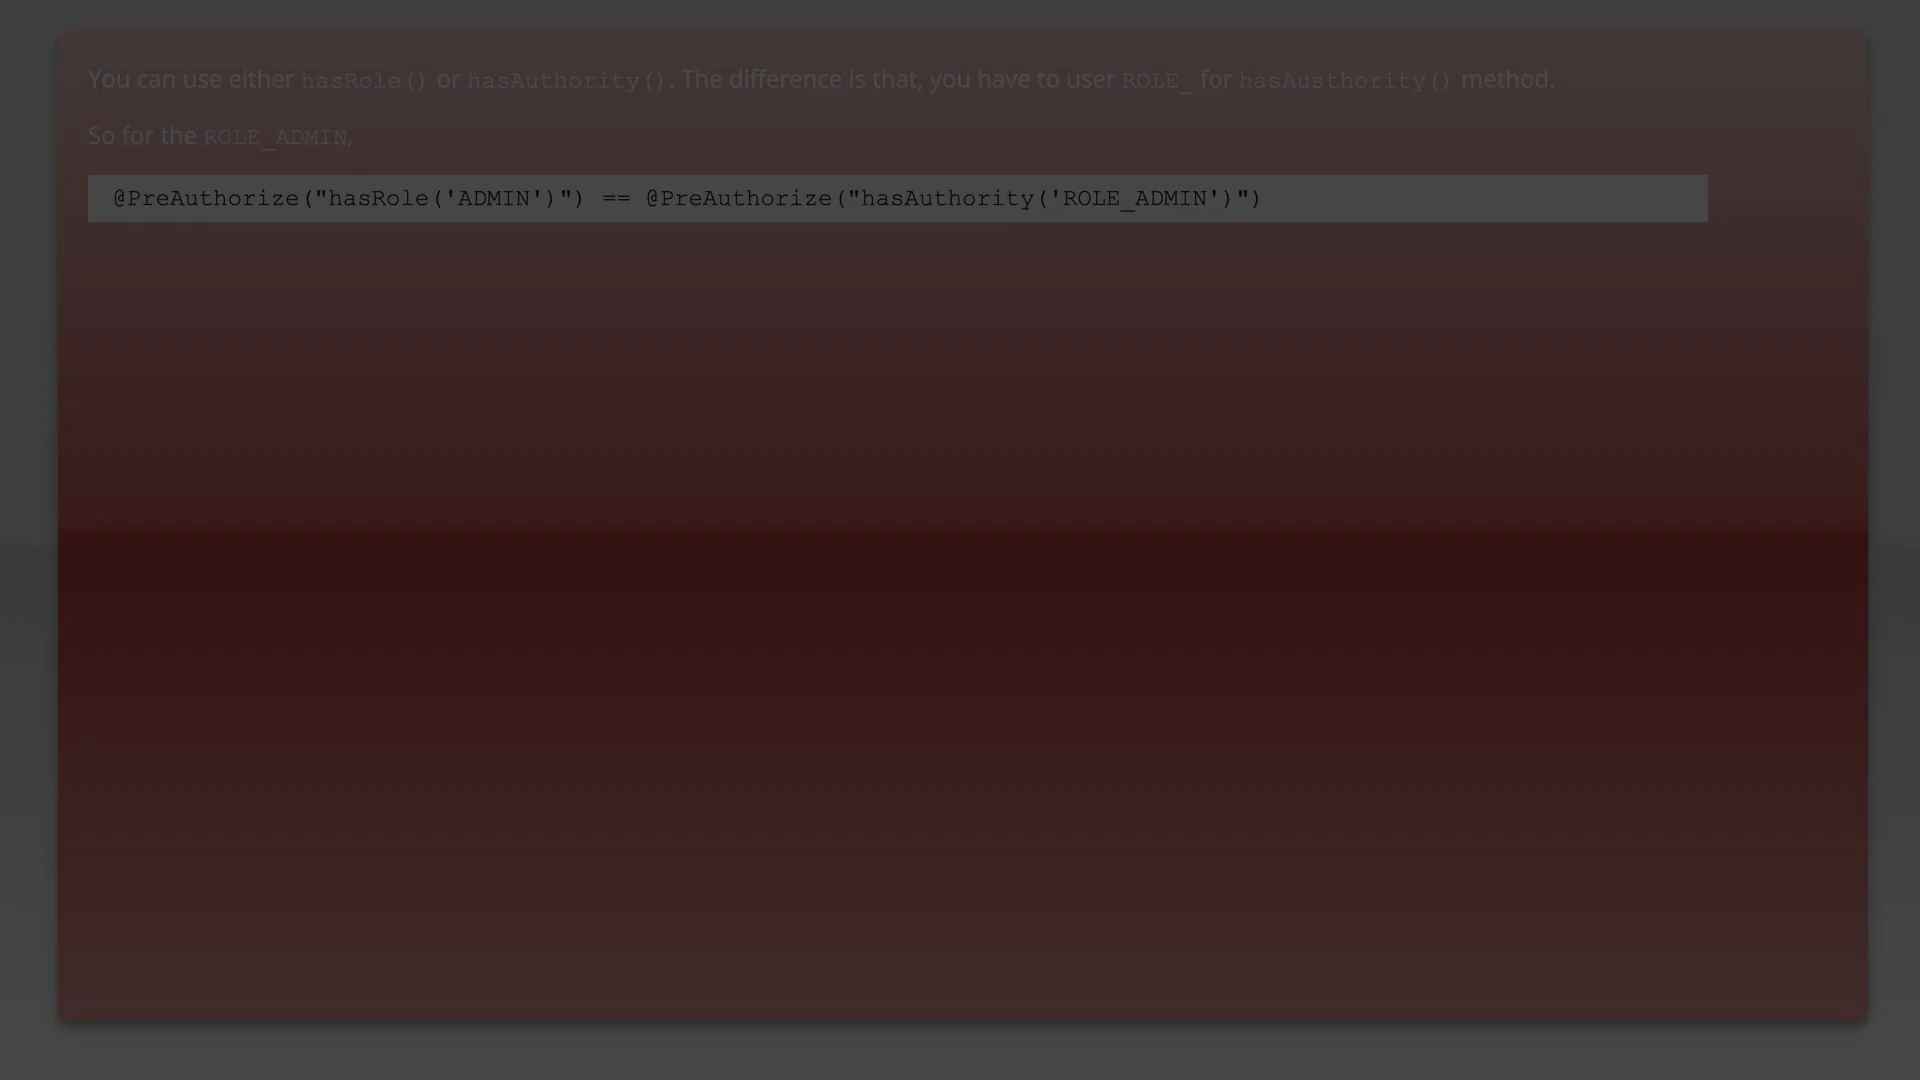 You can use either hasRole() or hasAuthority(). The difference is that, you have to user ROLE_ for hasAusthority() method.
So for the ROLE_ADMIN,
@PreAuthorize("hasRole('ADMIN')") == @PreAuthorize("hasAuthority('ROLE_ADMIN')")